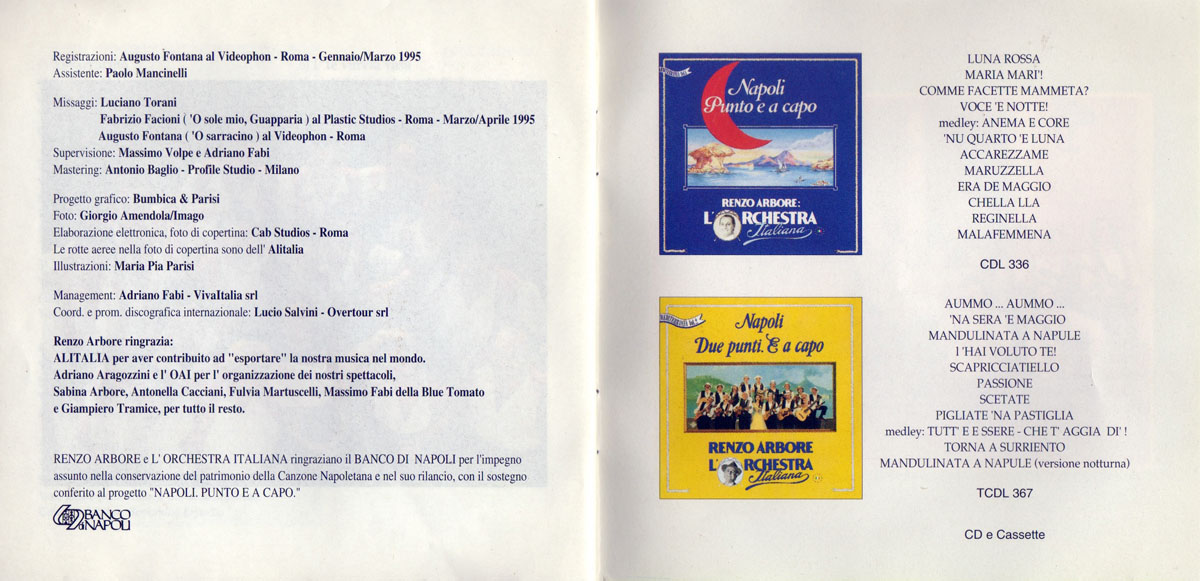 Registrazioni: Augusto Fontana al Videophon - Roma - Gennaio/Marzo 1995
Assistente: Paolo Mancinelli
Missaggi: Luciano Torani
Fabrizio Facioni ( 'O sole mio, Guapparia ) al Plastic Studios - Roma - Marzo/Aprile 1995
Augusto Fontana ( 'O sarracino ) al Videophon - Roma
Supervisione: Massimo Volpe e Adriano Fabi
Mastering: Antonio Baglio - Profile Studio - Milano
Progetto grafico: Bumbica & Parisi
Foto: Giorgio Amendola/Imago
Elaborazione elettronica, foto di copertina: Cab Studios - Roma
Le rotte aeree nella foto di copertina sono dell' Alitalia
Illustrazioni: Maria Pia Parisi
Management: Adriano Fabi - VivaItalia srl
Coord. e prom. discografica internazionale: Lucio Salvini - Overtour srl
Renzo Arbore ringrazia:
ALITALIA per aver contribuito ad "esportare" la nostra musica nel mondo.
Adriano Aragozzini e l' OAI per l' organizzazione dei nostri spettacoli,
Sabina Arbore, Antonella Cacciani, Fulvia Martuscelli, Massimo Fabi della Blue Tomato
e Giampiero Tramice, per tutto il resto.
RENZO ARBORE e L' ORCHESTRA ITALIANA ringraziano il BANCO DI NAPOLI per l'impegno
assunto nella conservazione del patrimonio della Canzone Napoletana e nel suo rilancio, con il sostegno
conferito al progetto "NAPOLI. PUNTO E A CAPO."
BANCO
di NAPOLI
Napoli
Punto e a capo
RENZO ARBORE:
L'ORCHESTRA
Italiana
LUNA ROSSA
MARIA MARI'!
COMME FACETTE MAMMETA?
VOCE 'E NOTTE!
medley: ANEMA E CORE
'NU QUARTO 'E LUNA
ACCAREZZAME
MARUZZELLA
ERA DE MAGGIO
CHELLA LLA
REGINELLA
MALAFEMMENA
CDL 336
Napoli
Due punti. E a capo
RENZO ARBORE
L'ORCHESTRA
Italiana
AUMMO ... AUMMO ...
'NA SERA 'E MAGGIO
MANDULINATA A NAPULE
I 'HAI VOLUTO TE!
SCAPRICCIATIELLO
PASSIONE
SCETATE
PIGLIATE 'NA PASTIGLIA
medley: TUTT' E E SSERE - CHE T' AGGIA DI' !
TORNA A SURRIENTO
MANDULINATA A NAPULE (versione notturna)
TCDL 367
CD e Cassette